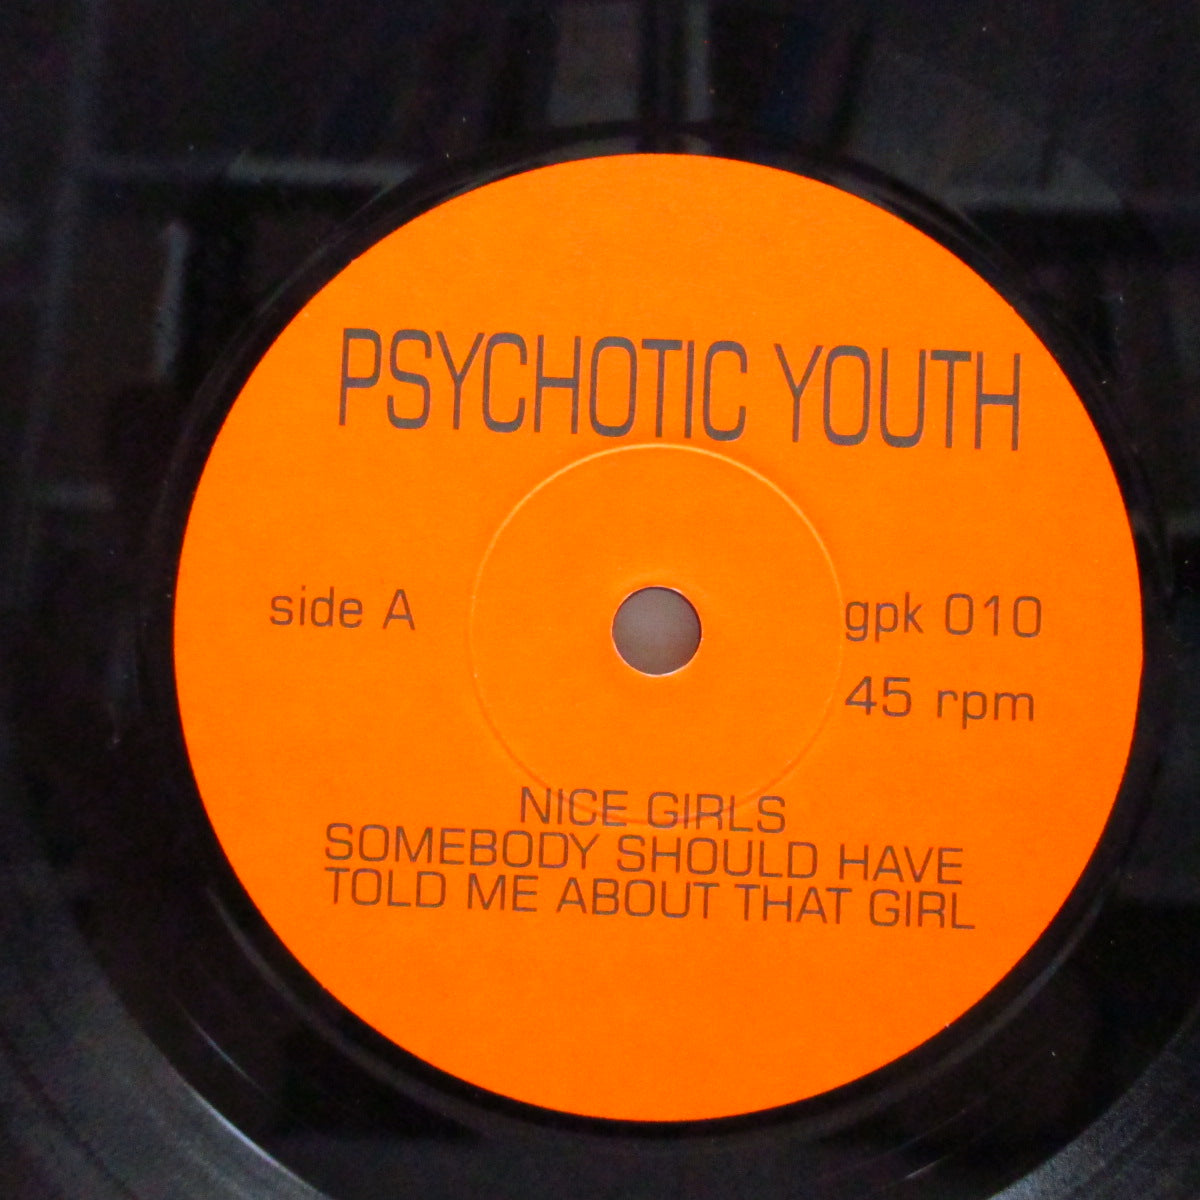 PSYCHOTIC YOUTH
side A
gpk 010
45 rpm
NICE GIRLS
SOMEBODY SHOULD HAVE
TOLD ME ABOUT THAT GIRL